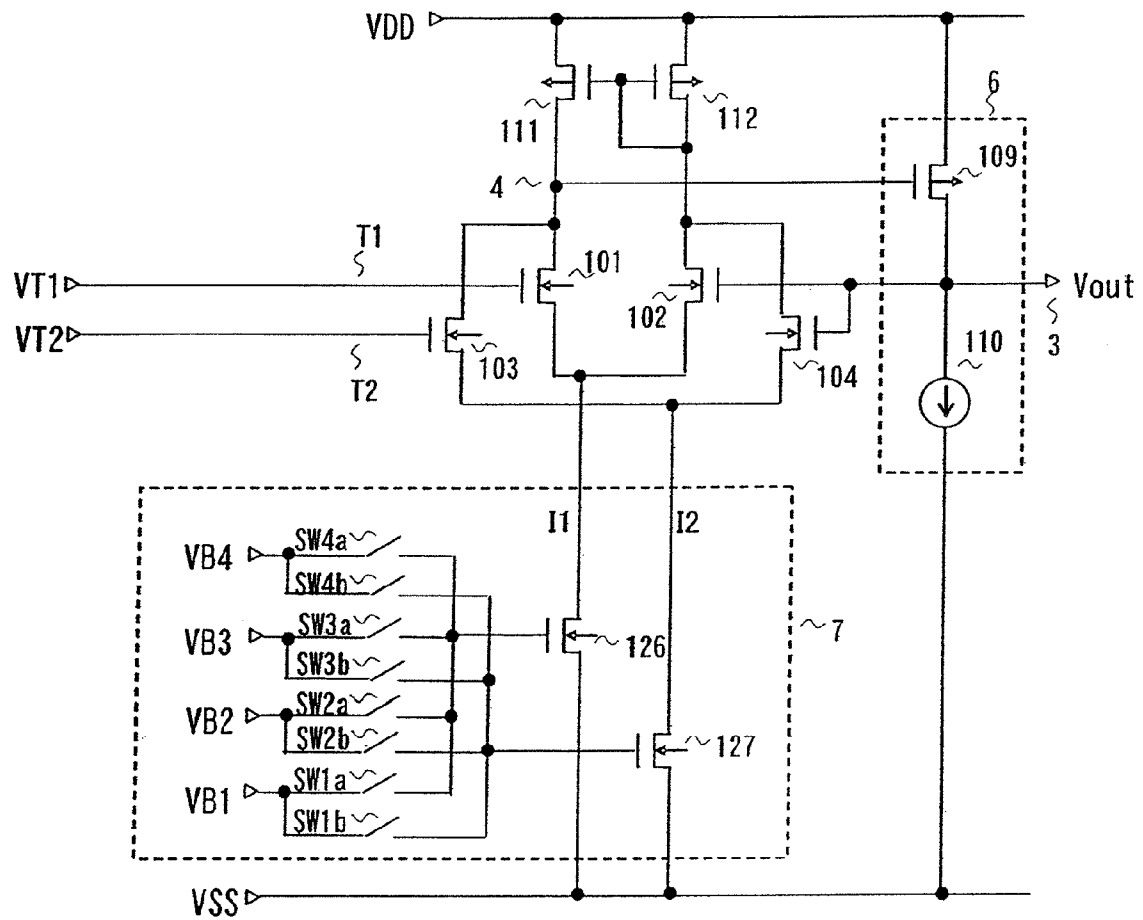 VDD
6
111
112
109
4
T1
101
VT1
Vout
102
VT2
103
104
110
3
T2
I1
I2
SW4a
VB4
SW4b
SW3a
VB3
126
7
SW3b
SW2a
VB2
SW2b
127
SW1a
VB1
SW1b
VSS